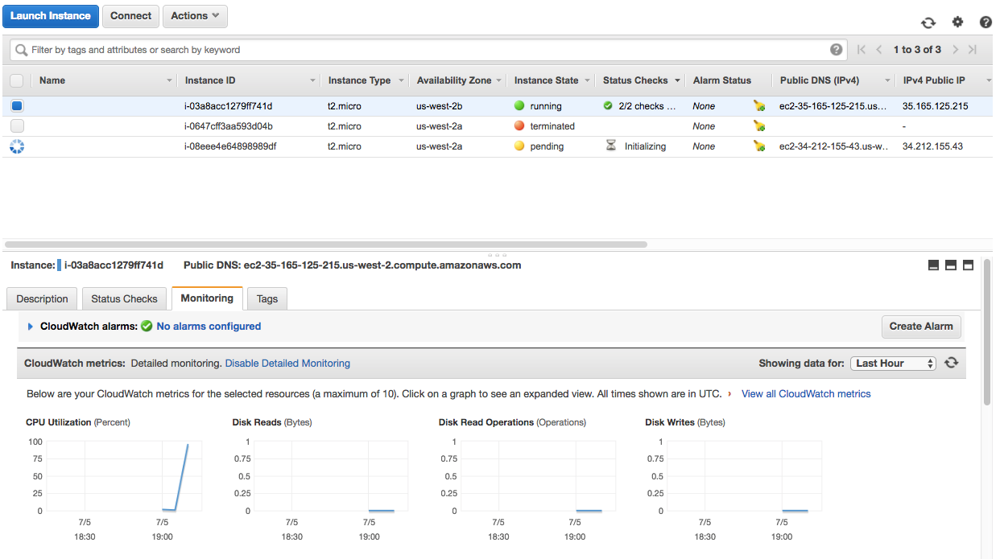 Launch Instance Connect Actions
Filter by tags and attributes or search by keyword 1 to 3 of 3
Name Instance ID Instance Type Availability Zone Instance State Status Checks Alarm Status Public DNS (IPv4) IPv4 Public IP
i-03a8acc1279ff741d t2.micro us-west-2b running 2/2 checks ... None ec2-35-165-125-215.us... 35.165.125.215
i-0647cff3aa593d04b t2.micro us-west-2a terminated None -
i-08eee4e64898989df t2.micro us-west-2a pending Initializing None ec2-34-212-155-43.us-w.. 34.212.155.43
Instance: i-03a8acc1279ff741d Public DNS: ec2-35-165-125-215.us-west-2.compute.amazonaws.com
Description Status Checks Monitoring Tags
CloudWatch alarms: No alarms configured Create Alarm
CloudWatch metrics: Detailed monitoring. Disable Detailed Monitoring Showing data for: Last Hour
Below are your CloudWatch metrics for the selected resources (a maximum of 10). Click on a graph to see an expanded view. All times shown are in UTC. › View all CloudWatch metrics
CPU Utilization (Percent) Disk Reads (Bytes) Disk Read Operations (Operations) Disk Writes (Bytes)
100 1 1 1
75 0.75 0.75 0.75
50 0.5 0.5 0.5
25 0.25 0.25 0.25
0 0 0 0
7/5 7/5 7/5 7/5 7/5 7/5 7/5 7/5
18:30 19:00 18:30 19:00 18:30 19:00 18:30 19:00